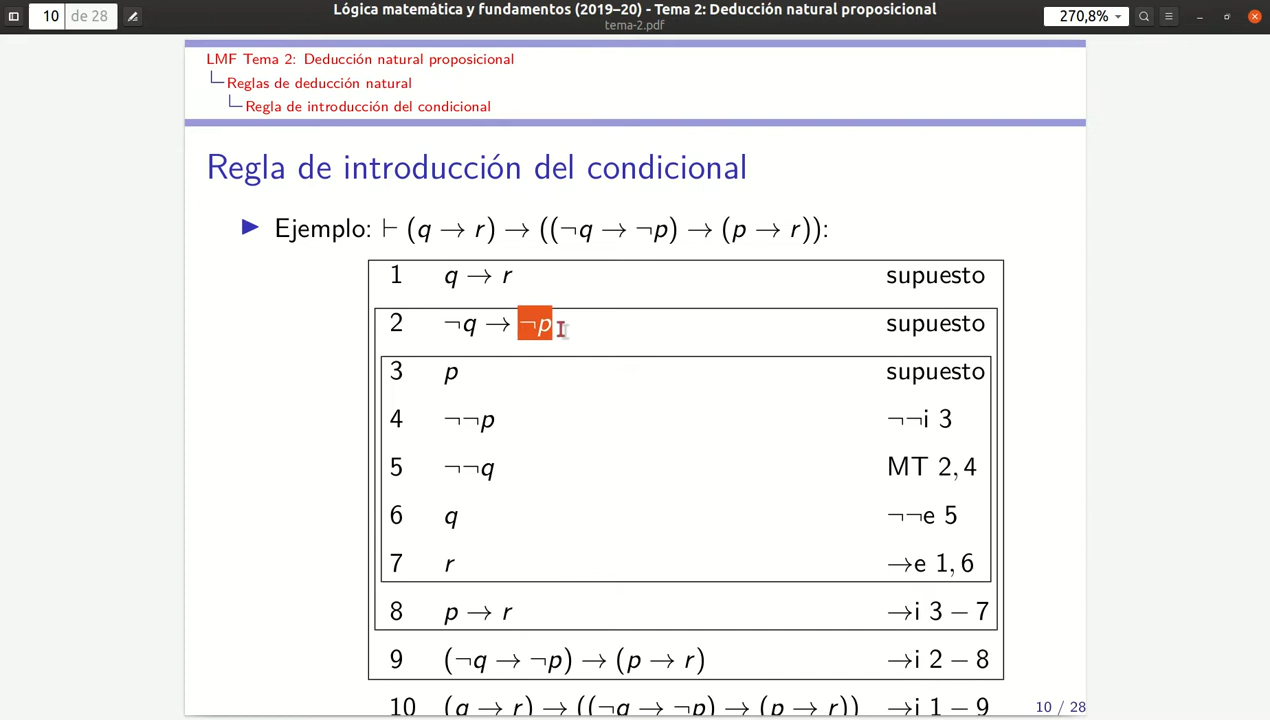 Lógica matemática y fundamentos (2019–20) - Tema 2: Deducción natural proposicional
tema-2.pdf
10 de 28
270,8%
LMF Tema 2: Deducción natural proposicional
Reglas de deducción natural
Regla de introducción del condicional
Regla de introducción del condicional
Ejemplo: ⊢ (q → r) → ((¬q → ¬p) → (p → r)):
1 q → r supuesto
2 ¬q → ¬p supuesto
3 p supuesto
4 ¬¬p ¬¬i 3
5 ¬¬q MT 2, 4
6 q ¬¬e 5
7 r →e 1, 6
8 p → r →i 3 − 7
9 (¬q → ¬p) → (p → r) →i 2 − 8
10 (q → r) → ((¬q → ¬p) → (p → r)) →i 1 − 9
10 / 28